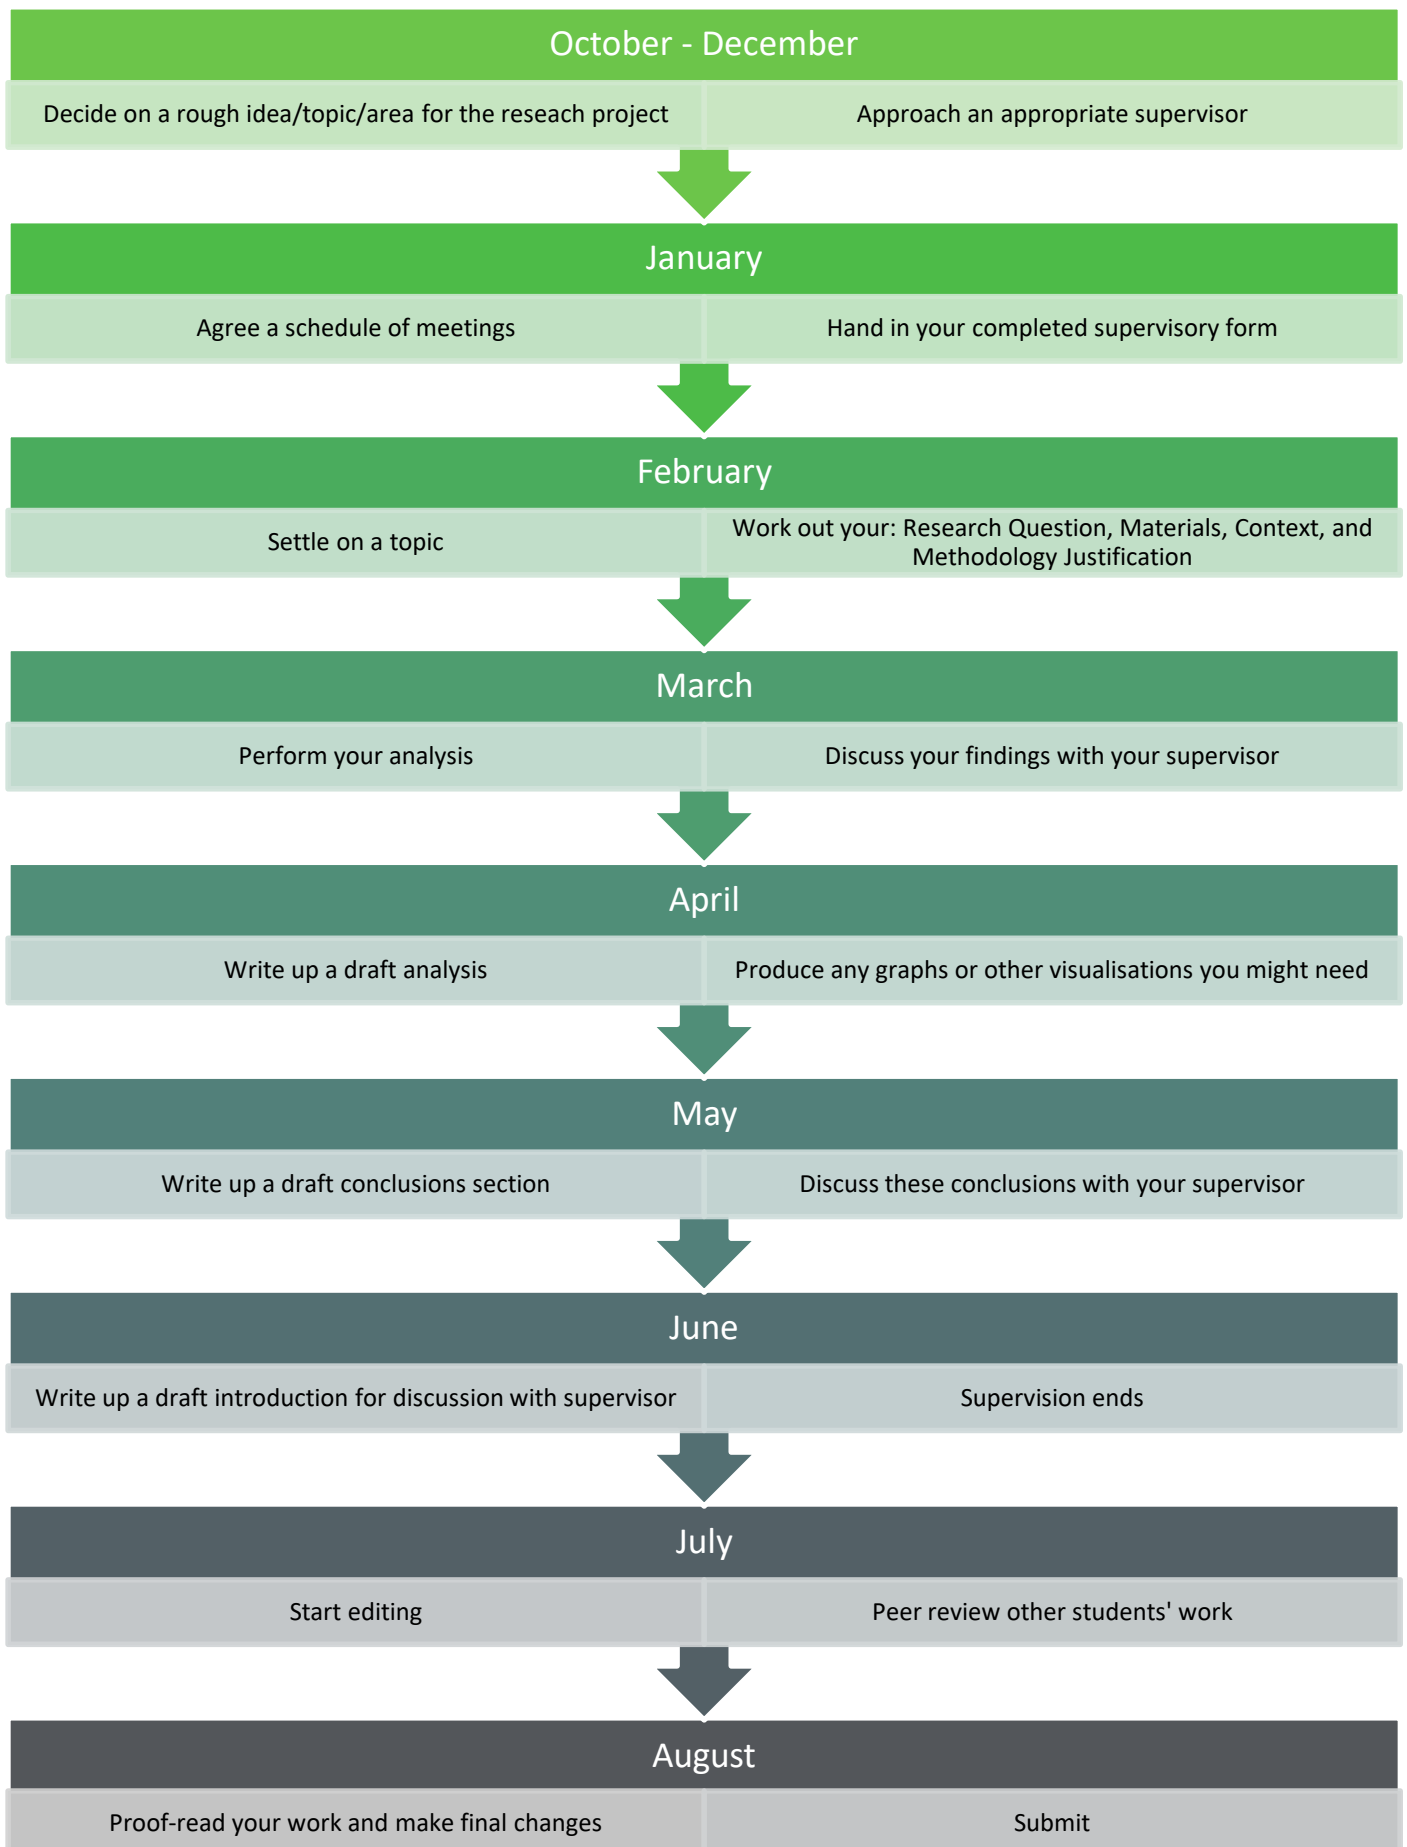 October - December
Decide on a rough idea/topic/area for the reseach project
Approach an appropriate supervisor
January
Agree a schedule of meetings
Hand in your completed supervisory form
February
Settle on a topic
Work out your: Research Question, Materials, Context, and
Methodology Justification
March
Perform your analysis
Discuss your findings with your supervisor
April
Write up a draft analysis
Produce any graphs or other visualisations you might need
May
Write up a draft conclusions section
Discuss these conclusions with your supervisor
June
Write up a draft introduction for discussion with supervisor
Supervision ends
July
Start editing
Peer review other students' work
August
Proof-read your work and make final changes
Submit